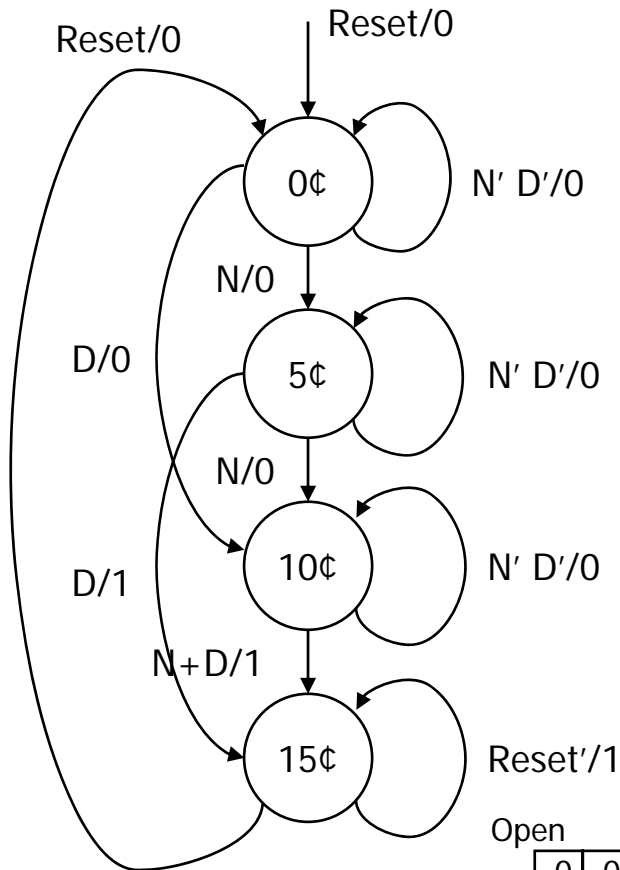 Reset/0
Reset/0
0¢
N′ D′/0
N/0
D/0
5¢
N′ D′/0
N/0
D/1
10¢
N′ D′/0
N+D/1
15¢
Reset′/1
Open
0 0